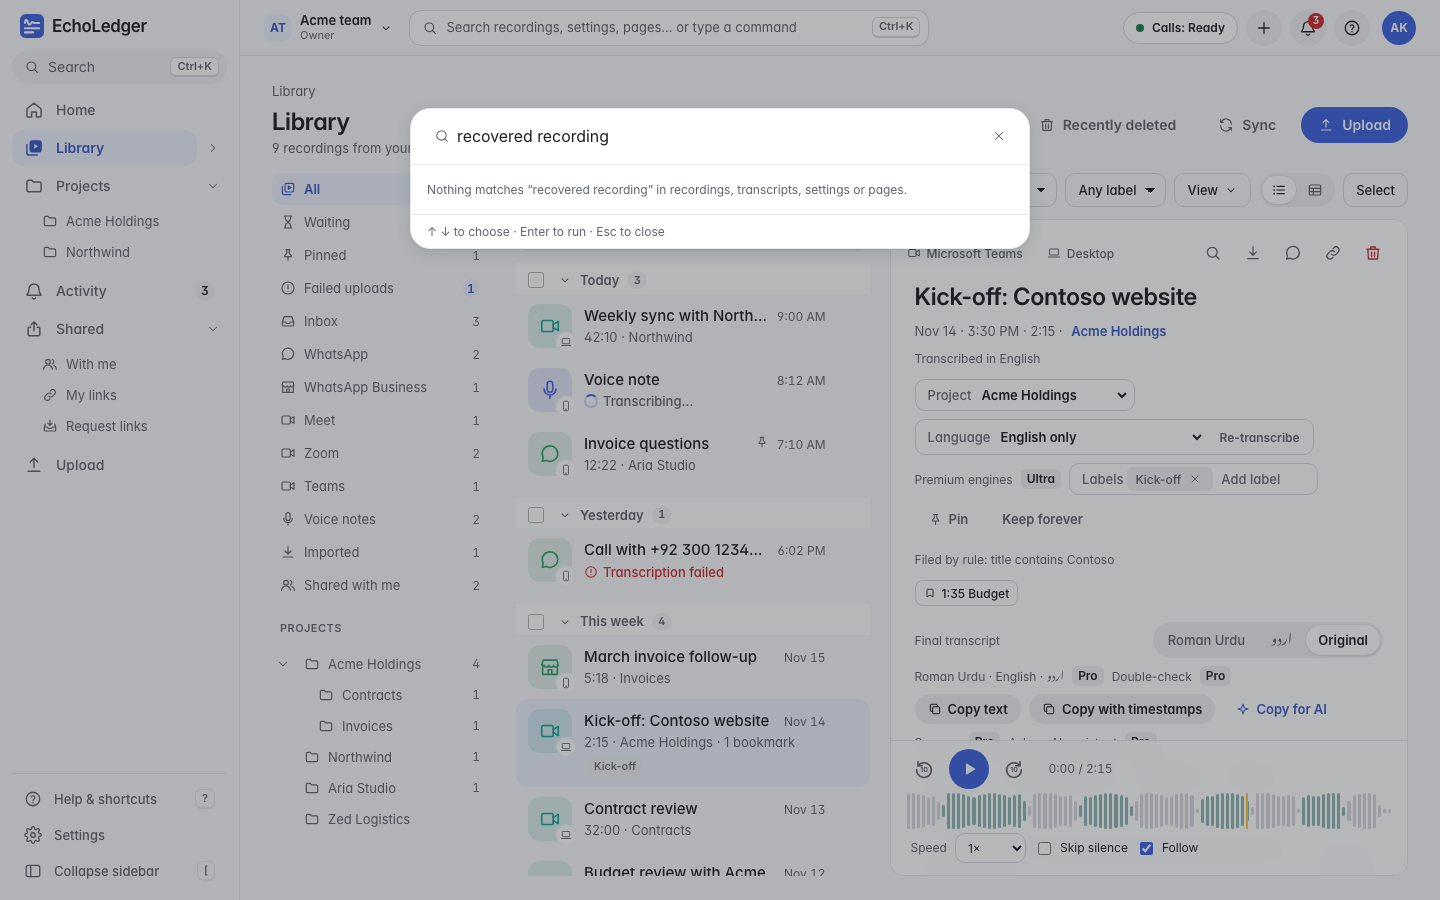 EchoLedger
Search Ctrl+K
Home
Library
Projects
Acme Holdings
Northwind
Activity 3
Shared
With me
My links
Request links
Upload
Help & shortcuts ?
Settings
Collapse sidebar [
AT Acme team
Owner
Search recordings, settings, pages... or type a command Ctrl+K
Calls: Ready
3
AK
Library
Library
9 recordings from your
Recently deleted
Sync
Upload
recovered recording
Nothing matches “recovered recording” in recordings, transcripts, settings or pages.
↑ ↓ to choose · Enter to run · Esc to close
Any label
View
Select
All
Waiting
Pinned 1
Failed uploads 1
Inbox 3
WhatsApp 2
WhatsApp Business 1
Meet 1
Zoom 2
Teams 1
Voice notes 2
Imported 1
Shared with me 2
PROJECTS
Acme Holdings 4
Contracts 1
Invoices 1
Northwind 1
Aria Studio 1
Zed Logistics
Today 3
Weekly sync with North... 9:00 AM
42:10 · Northwind
Voice note 8:12 AM
Transcribing...
Invoice questions 7:10 AM
12:22 · Aria Studio
Yesterday 1
Call with +92 300 1234... 6:02 PM
Transcription failed
This week 4
March invoice follow-up Nov 15
5:18 · Invoices
Kick-off: Contoso website Nov 14
2:15 · Acme Holdings · 1 bookmark
Kick-off
Contract review Nov 13
32:00 · Contracts
Budget review with Acme Nov 12
Microsoft Teams Desktop
Kick-off: Contoso website
Nov 14 · 3:30 PM · 2:15 · Acme Holdings
Transcribed in English
Project Acme Holdings
Language English only Re-transcribe
Premium engines Ultra Labels Kick-off × Add label
Pin Keep forever
Filed by rule: title contains Contoso
1:35 Budget
Final transcript Roman Urdu اردو Original
Roman Urdu · English · اردو Pro Double-check Pro
Copy text Copy with timestamps Copy for AI
10 10 0:00 / 2:15
Speed 1× Skip silence Follow